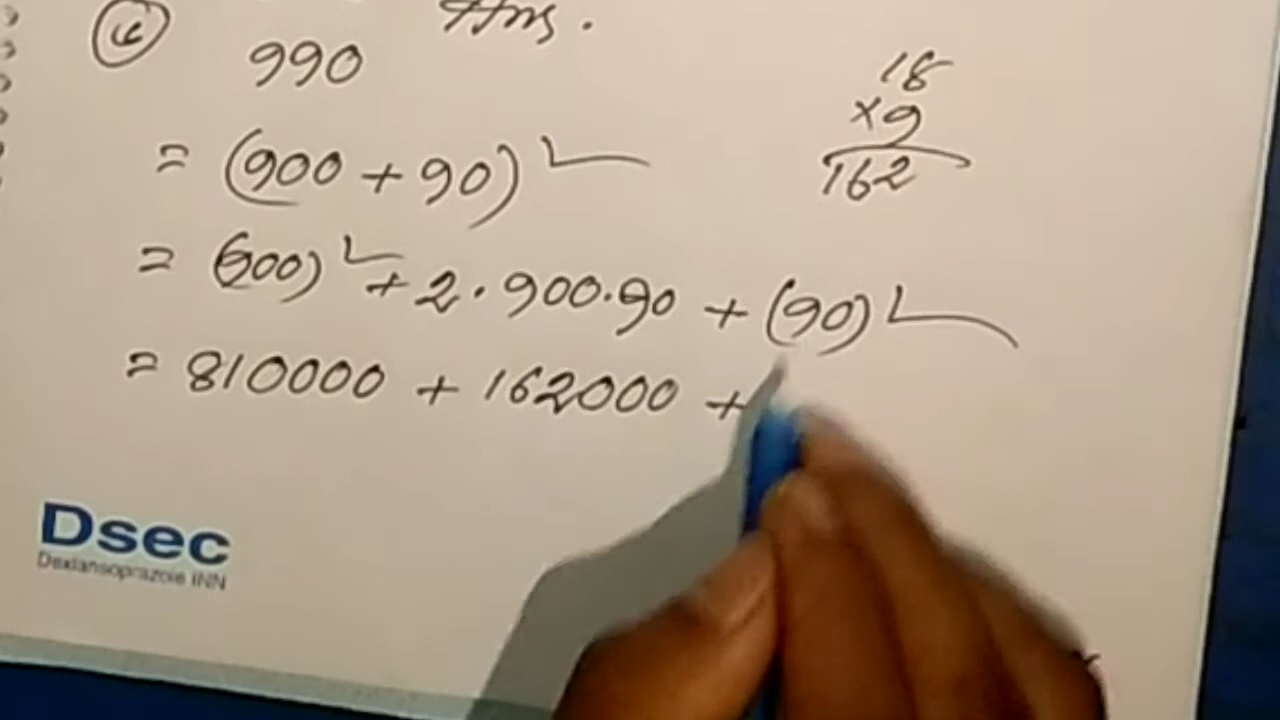 Ans.
990
= (900 + 90)²
= (900)² + 2.900.90 + (90)²
= 810000 + 162000 +
18
×9
162
Dsec
Dexlansoprazole INN